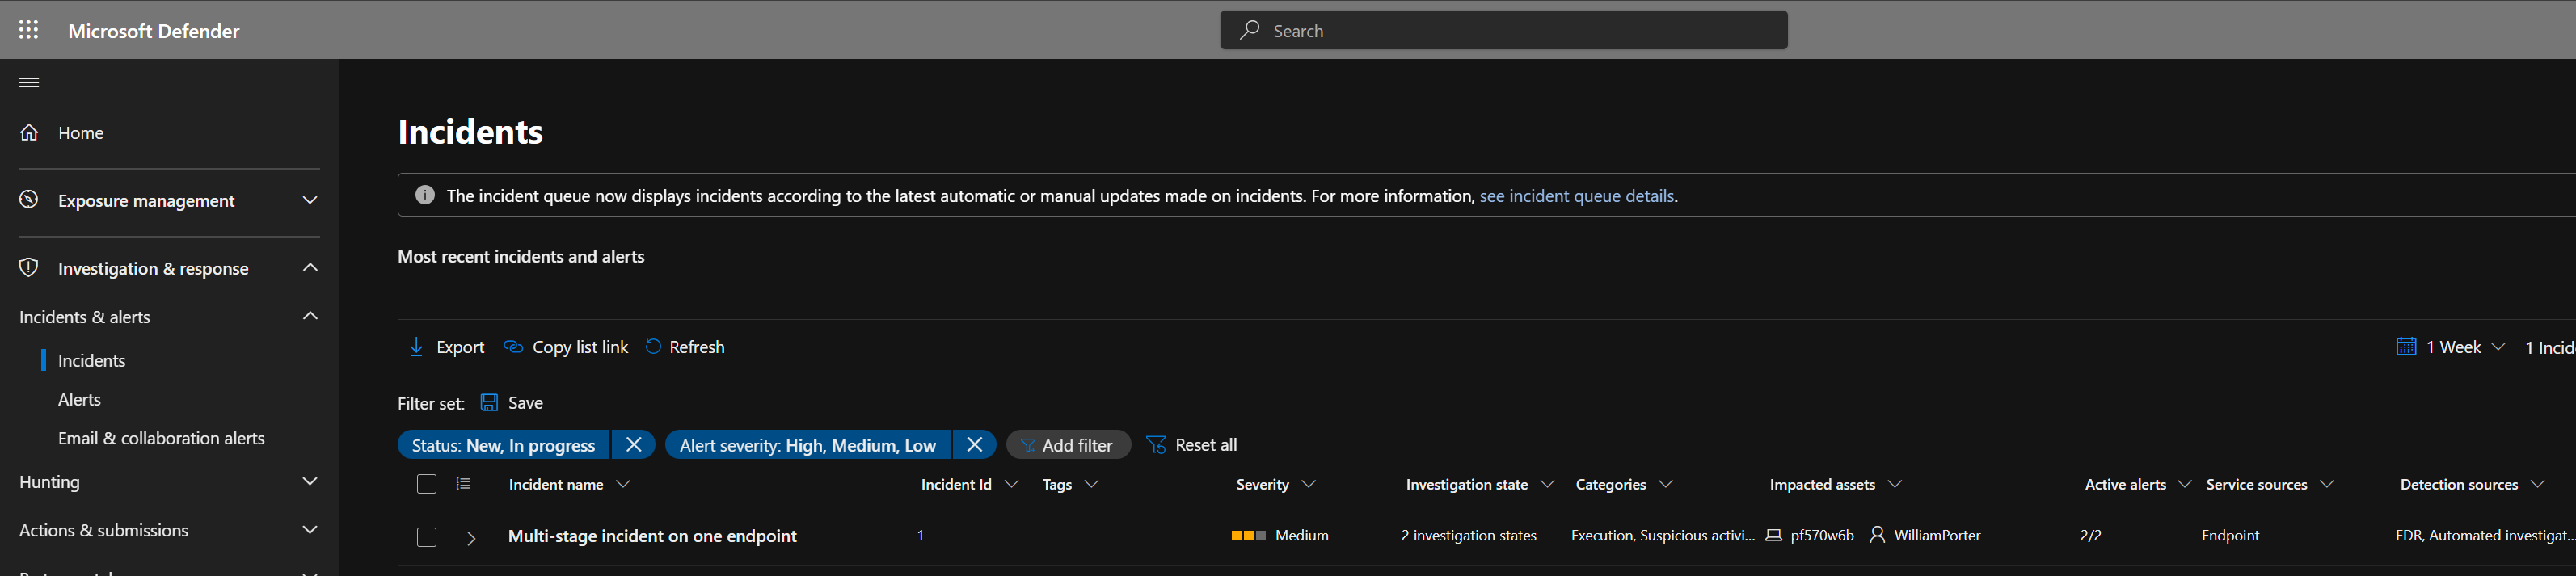 Microsoft Defender
Search
Home
Exposure management
Investigation & response
Incidents & alerts
Incidents
Alerts
Email & collaboration alerts
Hunting
Actions & submissions
Incidents
The incident queue now displays incidents according to the latest automatic or manual updates made on incidents. For more information, see incident queue details.
Most recent incidents and alerts
Export Copy list link Refresh
1 Week 1 Incid
Filter set: Save
Status: New, In progress Alert severity: High, Medium, Low Add filter Reset all
Incident name Incident Id Tags Severity Investigation state Categories Impacted assets Active alerts Service sources Detection sources
Multi-stage incident on one endpoint 1 Medium 2 investigation states Execution, Suspicious activi... pf570w6b WilliamPorter 2/2 Endpoint EDR, Automated investigat...